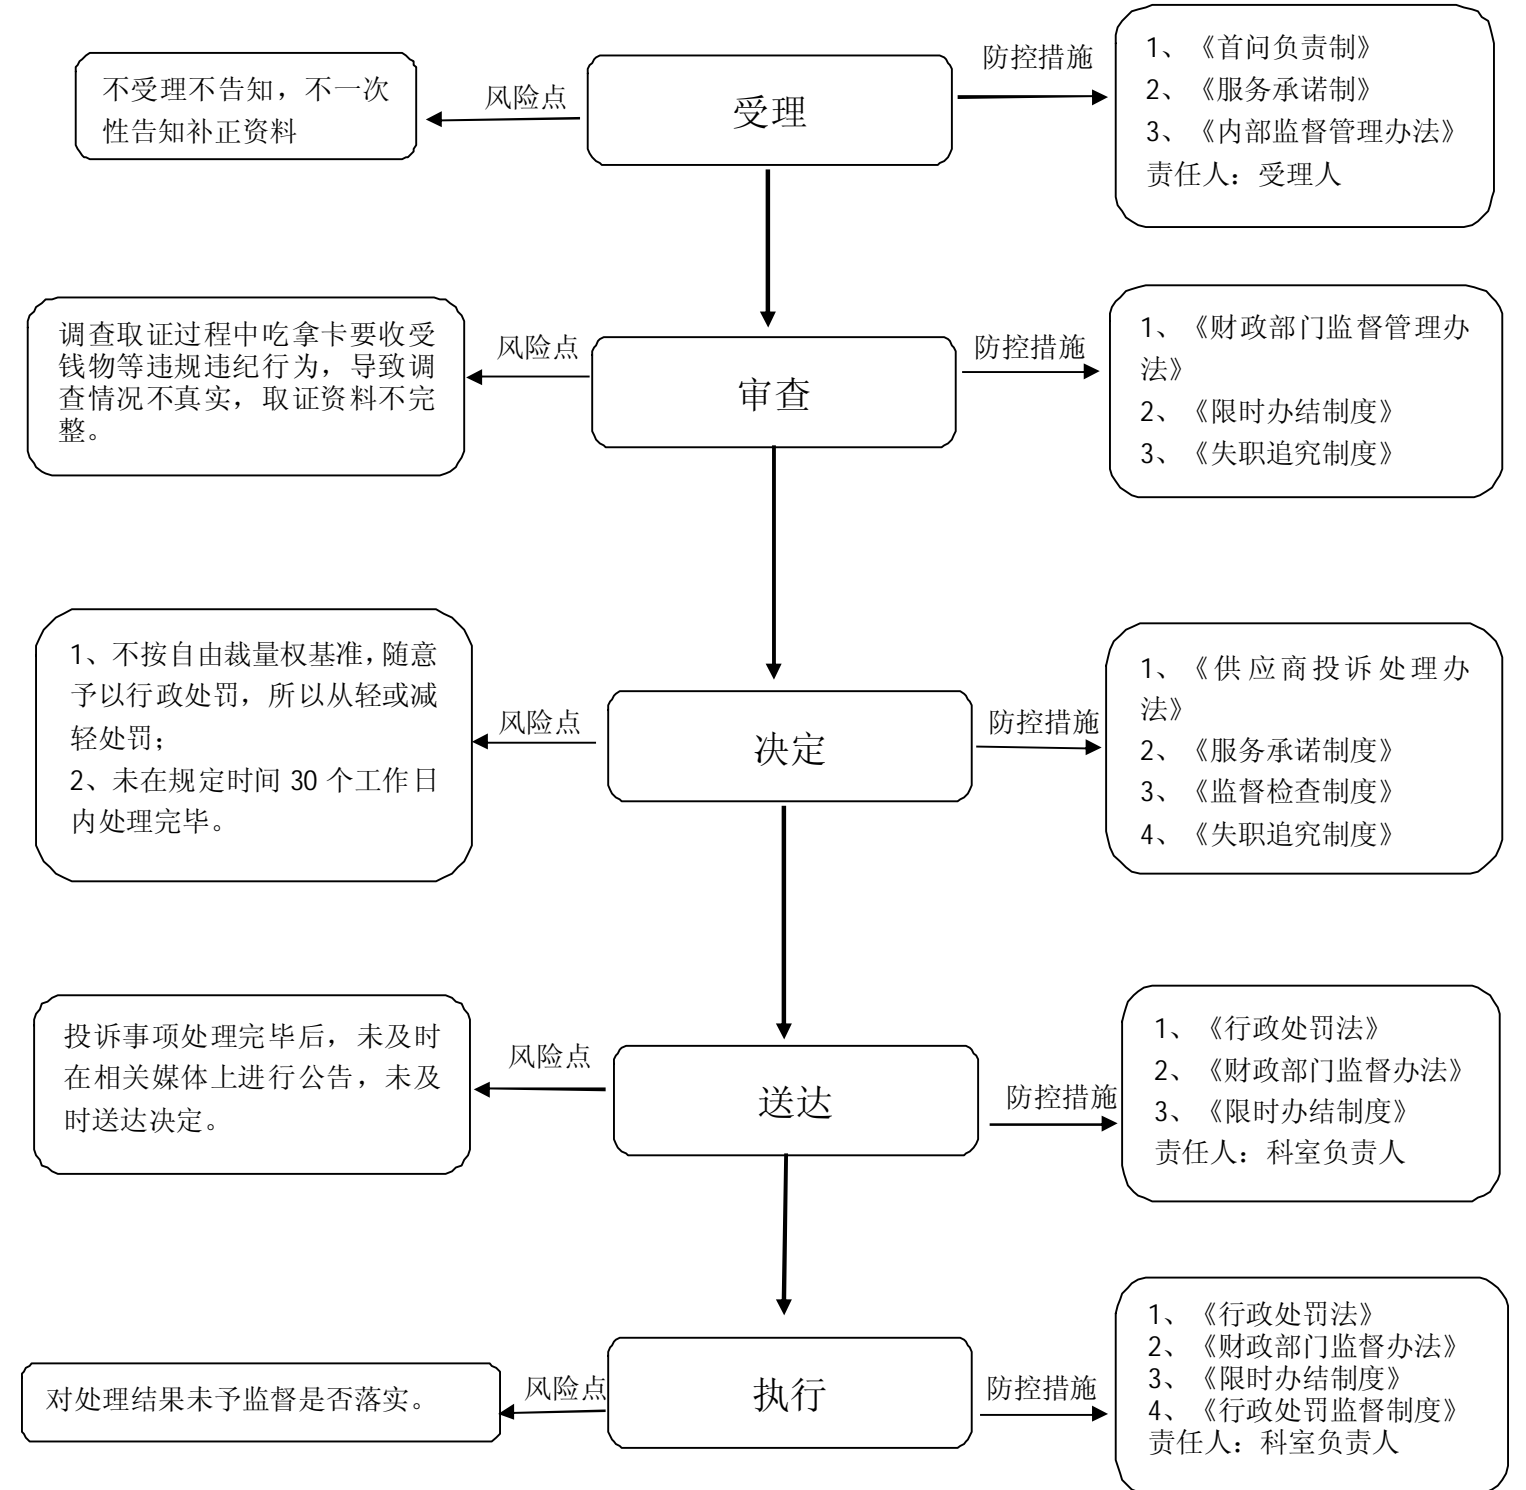 不受理不告知，不一次
性告知补正资料
风险点
受理
防控措施
1、《首问负责制》
2、《服务承诺制》
3、《内部监督管理办法》
责任人：受理人
调查取证过程中吃拿卡要收受
钱物等违规违纪行为，导致调
查情况不真实，取证资料不完
整。
风险点
审查
防控措施
1、《财政部门监督管理办
法》
2、《限时办结制度》
3、《失职追究制度》
1、不按自由裁量权基准，随意
予以行政处罚，所以从轻或减
轻处罚；
2、未在规定时间 30 个工作日
内处理完毕。
风险点
决定
防控措施
1、《供应商投诉处理办
法》
2、《服务承诺制度》
3、《监督检查制度》
4、《失职追究制度》
投诉事项处理完毕后，未及时
在相关媒体上进行公告，未及
时送达决定。
风险点
送达
防控措施
1、《行政处罚法》
2、《财政部门监督办法》
3、《限时办结制度》
责任人：科室负责人
对处理结果未予监督是否落实。
风险点
执行
防控措施
1、《行政处罚法》
2、《财政部门监督办法》
3、《限时办结制度》
4、《行政处罚监督制度》
责任人：科室负责人